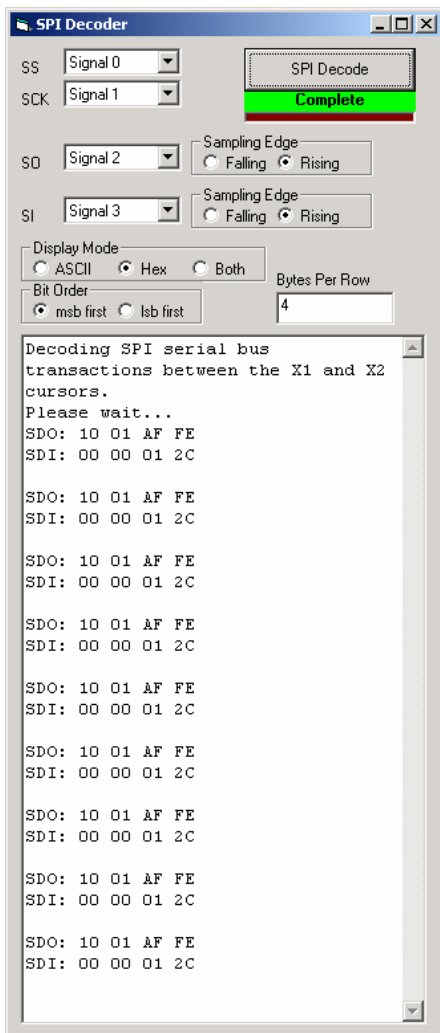 SPI Decoder
SS Signal 0
SPI Decode
SCK Signal 1
Complete
Sampling Edge
SO Signal 2 Falling Rising
Sampling Edge
SI Signal 3 Falling Rising
Display Mode
ASCII Hex Both
Bytes Per Row
Bit Order
msb first lsb first
4
Decoding SPI serial bus
transactions between the X1 and X2
cursors.
Please wait...
SDO: 10 01 AF FE
SDI: 00 00 01 2C
SDO: 10 01 AF FE
SDI: 00 00 01 2C
SDO: 10 01 AF FE
SDI: 00 00 01 2C
SDO: 10 01 AF FE
SDI: 00 00 01 2C
SDO: 10 01 AF FE
SDI: 00 00 01 2C
SDO: 10 01 AF FE
SDI: 00 00 01 2C
SDO: 10 01 AF FE
SDI: 00 00 01 2C
SDO: 10 01 AF FE
SDI: 00 00 01 2C
SDO: 10 01 AF FE
SDI: 00 00 01 2C